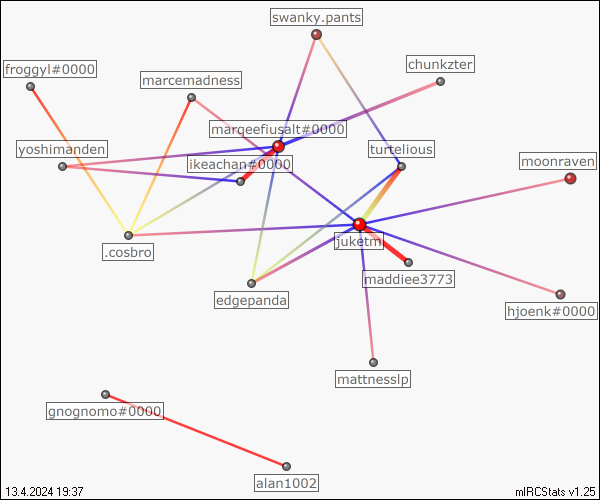 swanky.pants
froggyl#0000
marcemadness
chunkzter
marqeefiusalt#0000
yoshimanden
ikeachan#0000
turtelious
moonraven
juketm
.cosbro
maddiee3773
edgepanda
hjoenk#0000
mattnesslp
gnognomo#0000
alan1002
13.4.2024 19:37
mIRCStats v1.25